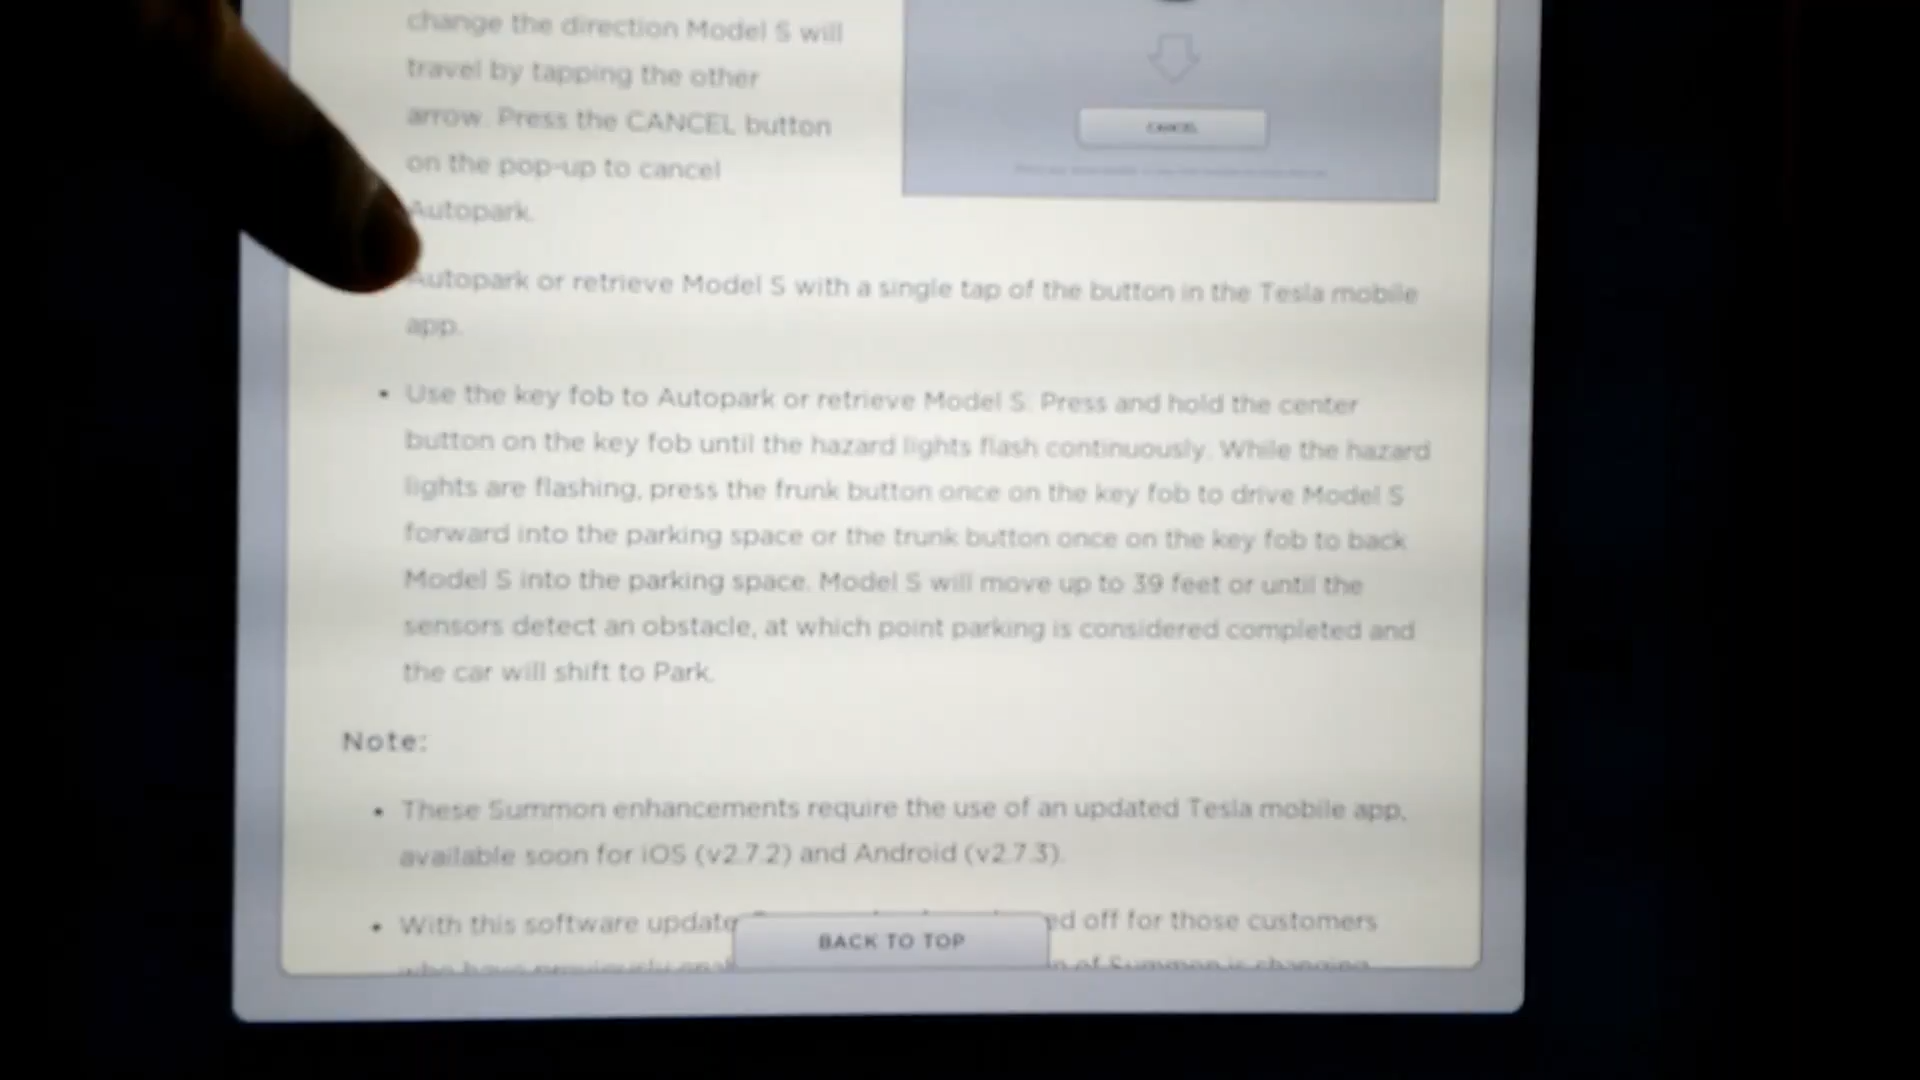 change the direction Model S will
travel by tapping the other
arrow. Press the CANCEL button
on the pop-up to cancel
Autopark.
CANCEL
Autopark or retrieve Model S with a single tap of the button in the Tesla mobile
app.
• Use the key fob to Autopark or retrieve Model S. Press and hold the center
button on the key fob until the hazard lights flash continuously. While the hazard
lights are flashing, press the frunk button once on the key fob to drive Model S
forward into the parking space or the trunk button once on the key fob to back
Model S into the parking space. Model S will move up to 39 feet or until the
sensors detect an obstacle, at which point parking is considered completed and
the car will shift to Park.
Note:
• These Summon enhancements require the use of an updated Tesla mobile app,
available soon for iOS (v2.7.2) and Android (v2.7.3).
• With this software update off for those customers
who have previously of Summon is changing
BACK TO TOP